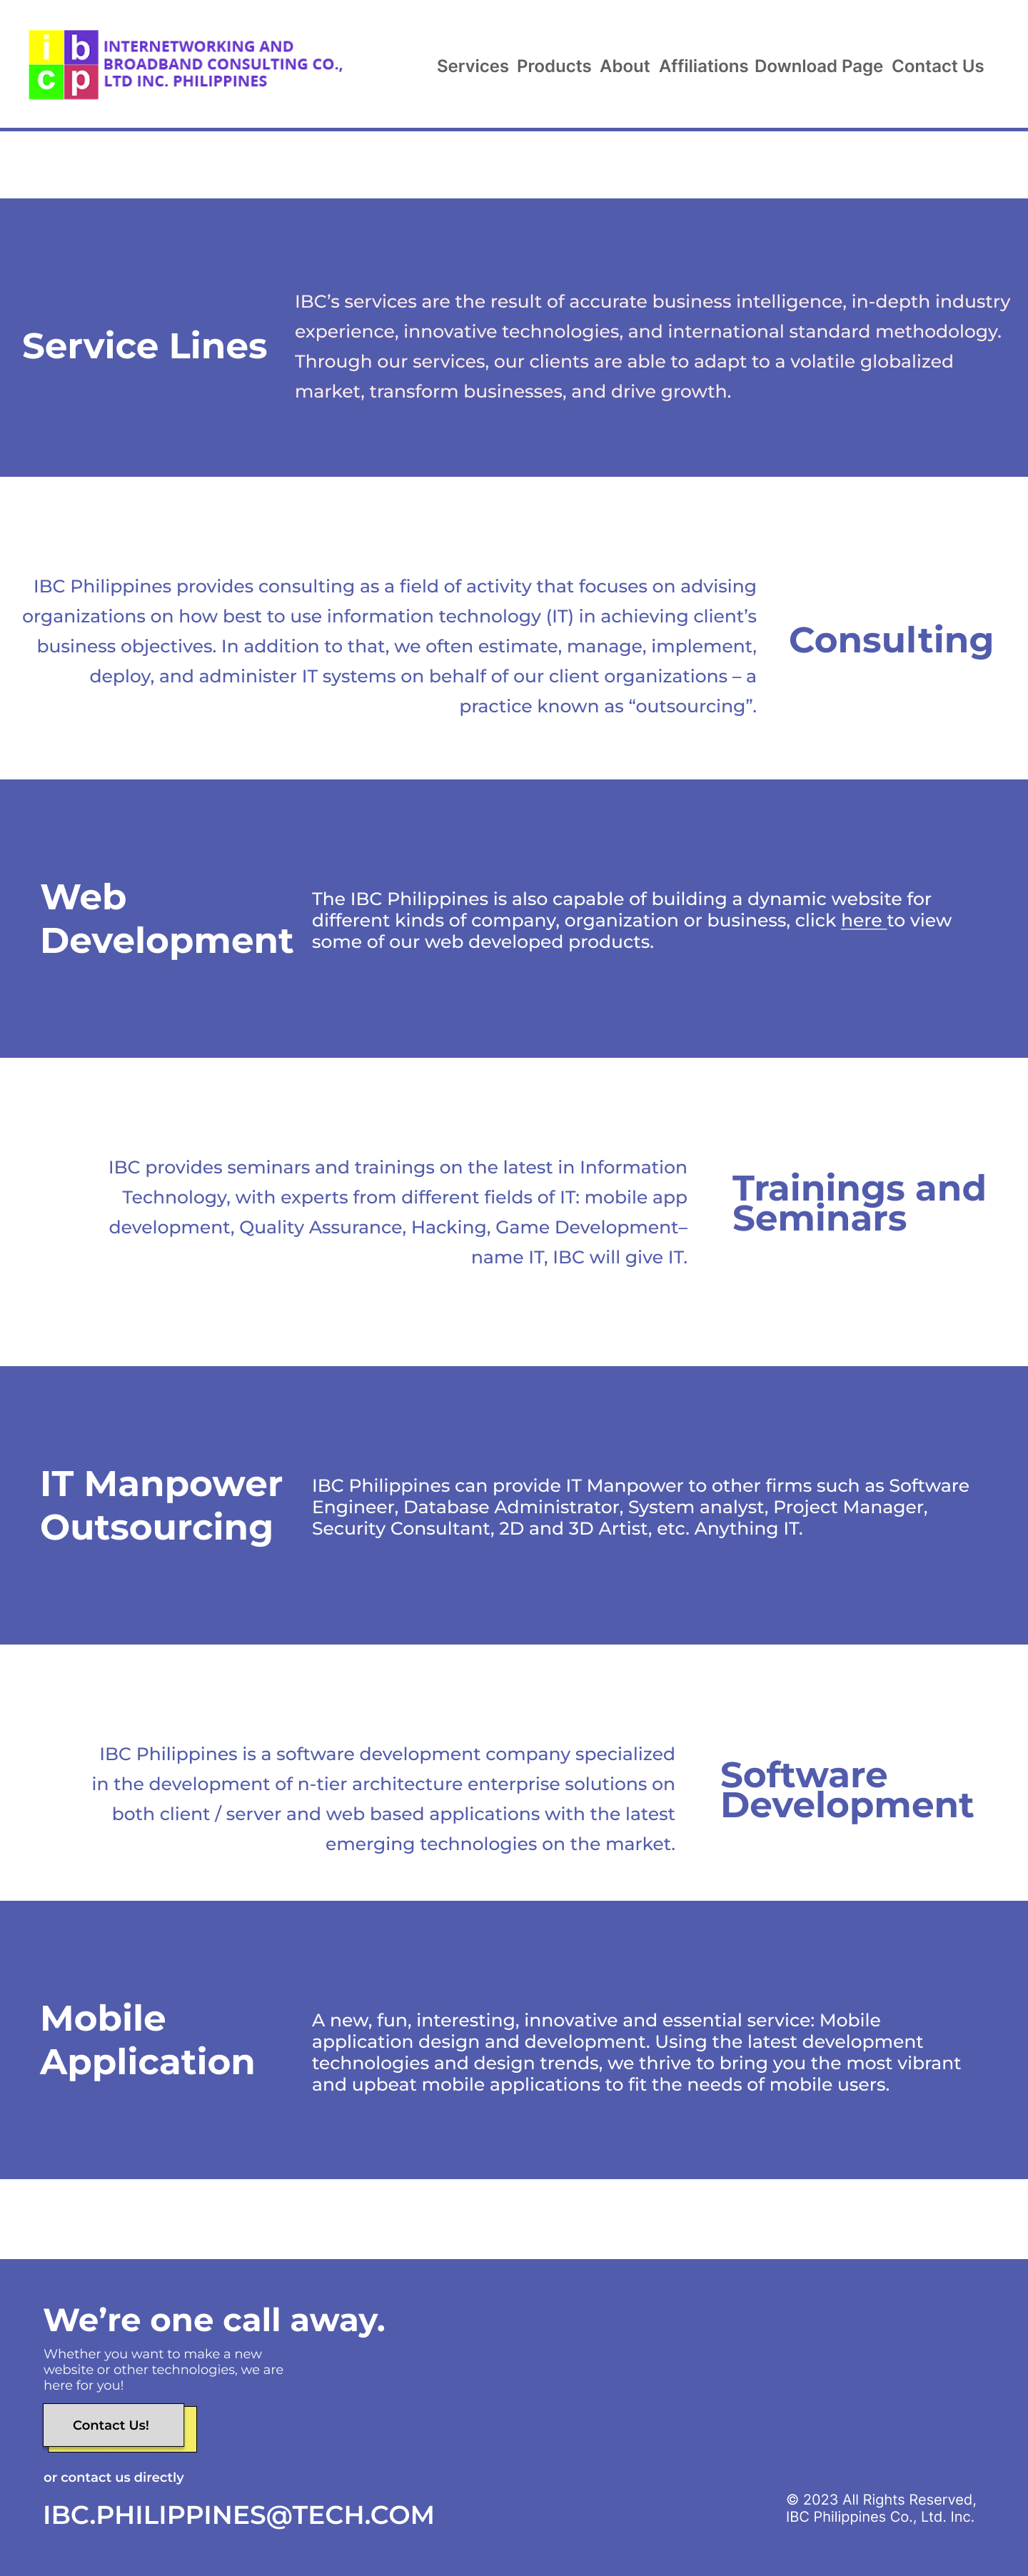 i b
c p
INTERNETWORKING AND
BROADBAND CONSULTING CO.,
LTD INC. PHILIPPINES
Services Products About Affiliations Download Page Contact Us
Service Lines
IBC’s services are the result of accurate business intelligence, in-depth industry
experience, innovative technologies, and international standard methodology.
Through our services, our clients are able to adapt to a volatile globalized
market, transform businesses, and drive growth.
IBC Philippines provides consulting as a field of activity that focuses on advising
organizations on how best to use information technology (IT) in achieving client’s
business objectives. In addition to that, we often estimate, manage, implement,
deploy, and administer IT systems on behalf of our client organizations – a
practice known as “outsourcing”.
Consulting
Web
Development
The IBC Philippines is also capable of building a dynamic website for
different kinds of company, organization or business, click here to view
some of our web developed products.
IBC provides seminars and trainings on the latest in Information
Technology, with experts from different fields of IT: mobile app
development, Quality Assurance, Hacking, Game Development–
name IT, IBC will give IT.
Trainings and
Seminars
IT Manpower
Outsourcing
IBC Philippines can provide IT Manpower to other firms such as Software
Engineer, Database Administrator, System analyst, Project Manager,
Security Consultant, 2D and 3D Artist, etc. Anything IT.
IBC Philippines is a software development company specialized
in the development of n-tier architecture enterprise solutions on
both client / server and web based applications with the latest
emerging technologies on the market.
Software
Development
Mobile
Application
A new, fun, interesting, innovative and essential service: Mobile
application design and development. Using the latest development
technologies and design trends, we thrive to bring you the most vibrant
and upbeat mobile applications to fit the needs of mobile users.
We’re one call away.
Whether you want to make a new
website or other technologies, we are
here for you!
Contact Us!
or contact us directly
IBC.PHILIPPINES@TECH.COM
© 2023 All Rights Reserved,
IBC Philippines Co., Ltd. Inc.